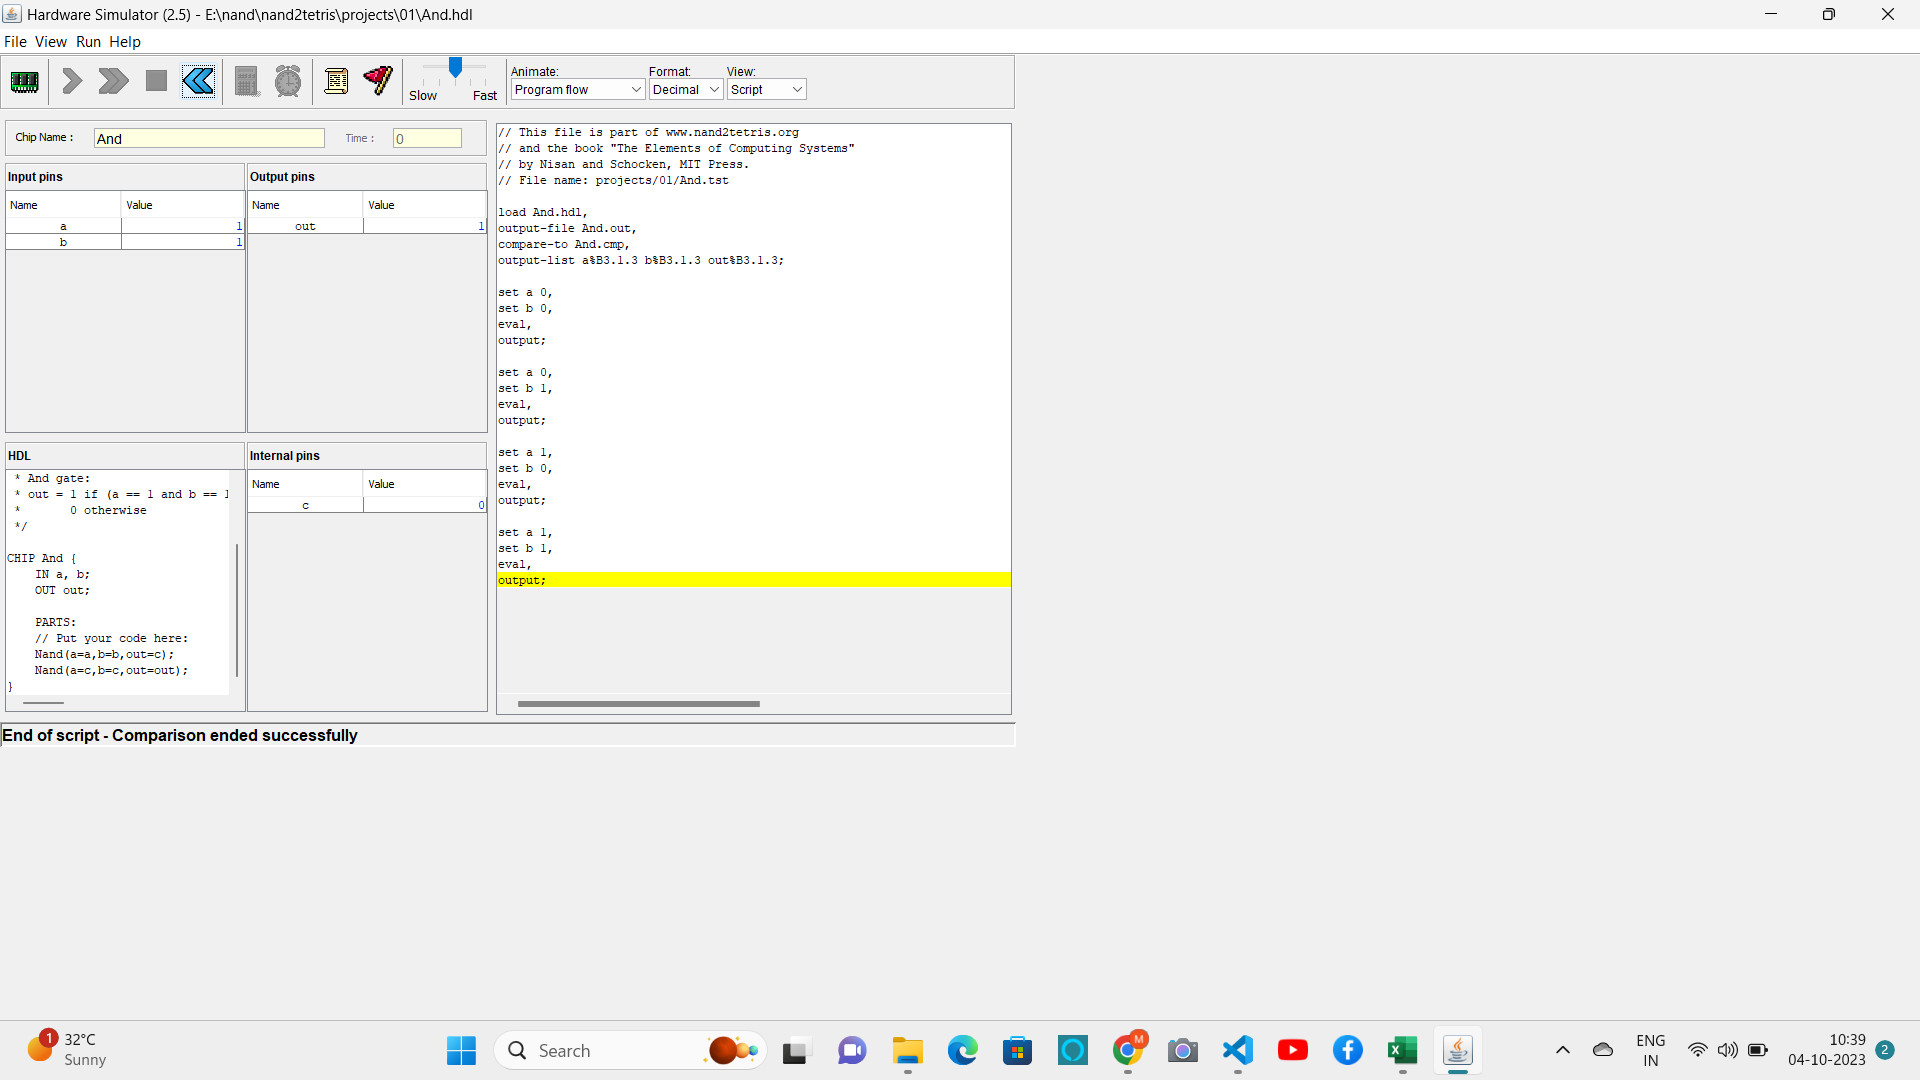 Hardware Simulator (2.5) - E:\nand\nand2tetris\projects\01\And.hdl
File View Run Help
Slow Fast
Animate:
Program flow
Format:
Decimal
View:
Script
Chip Name : And Time : 0
Input pins
Name Value
a 1
b 1
Output pins
Name Value
out 1
HDL
* And gate:
* out = 1 if (a == 1 and b == 1
* 0 otherwise
*/
CHIP And {
IN a, b;
OUT out;
PARTS:
// Put your code here:
Nand(a=a,b=b,out=c);
Nand(a=c,b=c,out=out);
}
Internal pins
Name Value
c 0
// This file is part of www.nand2tetris.org
// and the book "The Elements of Computing Systems"
// by Nisan and Schocken, MIT Press.
// File name: projects/01/And.tst
load And.hdl,
output-file And.out,
compare-to And.cmp,
output-list a%B3.1.3 b%B3.1.3 out%B3.1.3;
set a 0,
set b 0,
eval,
output;
set a 0,
set b 1,
eval,
output;
set a 1,
set b 0,
eval,
output;
set a 1,
set b 1,
eval,
output;
End of script - Comparison ended successfully
1
32°C
Sunny
Search
M
ENG
IN
10:39
04-10-2023
2